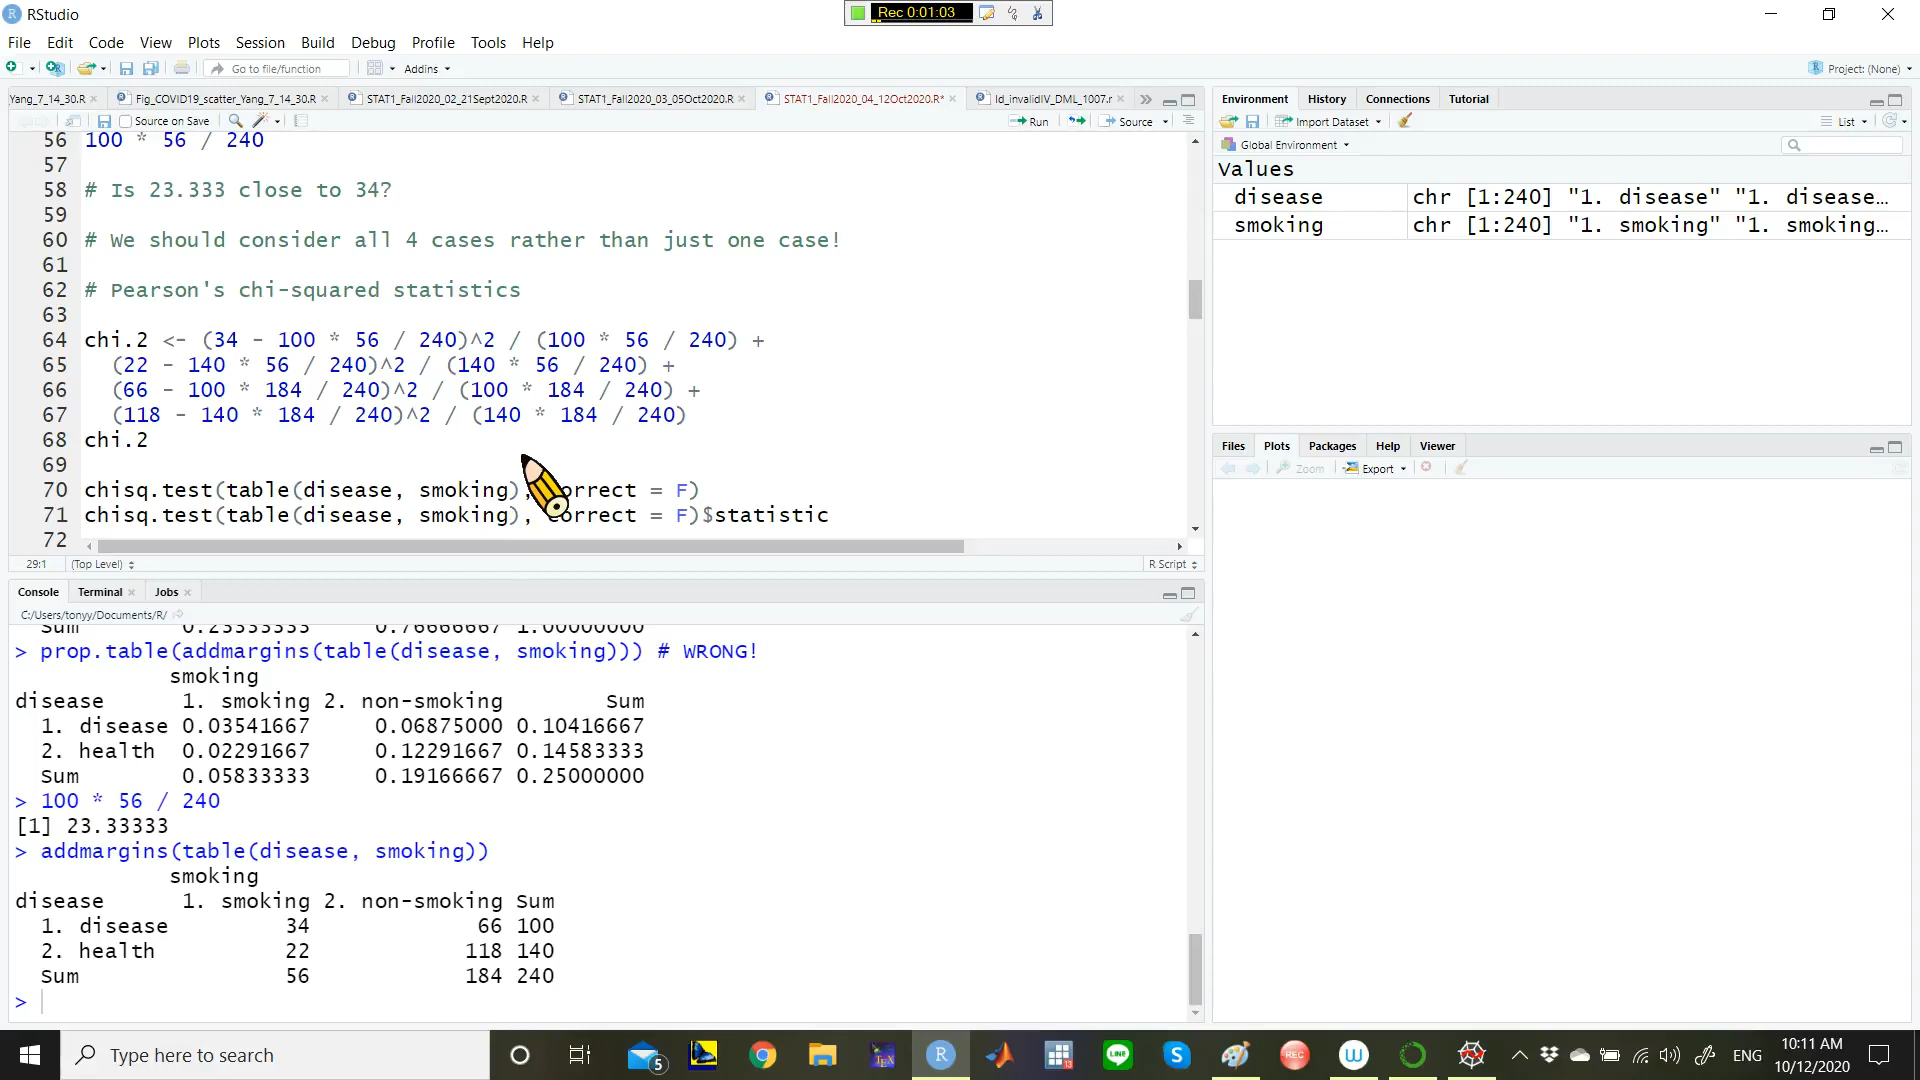 RStudio
Rec 0:01:03
File Edit Code View Plots Session Build Debug Profile Tools Help
Go to file/function Addins Project: (None)
Yang_7_14_30.R Fig_COVID19_scatter_Yang_7_14_30.R STAT1_Fall2020_02_21Sept2020.R STAT1_Fall2020_03_05Oct2020.R STAT1_Fall2020_04_12Oct2020.R* Id_invalidIV_DML_1007.r
Source on Save Run Source
56 100 * 56 / 240
57
58 # Is 23.333 close to 34?
59
60 # We should consider all 4 cases rather than just one case!
61
62 # Pearson's chi-squared statistics
63
64 chi.2 <- (34 - 100 * 56 / 240)^2 / (100 * 56 / 240) +
65 (22 - 140 * 56 / 240)^2 / (140 * 56 / 240) +
66 (66 - 100 * 184 / 240)^2 / (100 * 184 / 240) +
67 (118 - 140 * 184 / 240)^2 / (140 * 184 / 240)
68 chi.2
69
70 chisq.test(table(disease, smoking), correct = F)
71 chisq.test(table(disease, smoking), correct = F)$statistic
72
29:1 (Top Level) R Script
Console Terminal Jobs
C:/Users/tonyy/Documents/R/
Sum 0.23333333 0.76666667 1.00000000
> prop.table(addmargins(table(disease, smoking))) # WRONG!
smoking
disease 1. smoking 2. non-smoking Sum
1. disease 0.03541667 0.06875000 0.10416667
2. health 0.02291667 0.12291667 0.14583333
Sum 0.05833333 0.19166667 0.25000000
> 100 * 56 / 240
[1] 23.33333
> addmargins(table(disease, smoking))
smoking
disease 1. smoking 2. non-smoking Sum
1. disease 34 66 100
2. health 22 118 140
Sum 56 184 240
>
Environment History Connections Tutorial
Import Dataset List
Global Environment
Values
disease chr [1:240] "1. disease" "1. disease…
smoking chr [1:240] "1. smoking" "1. smoking…
Files Plots Packages Help Viewer
Zoom Export
Type here to search
5
13
REC
LINE
ENG
10:11 AM
10/12/2020